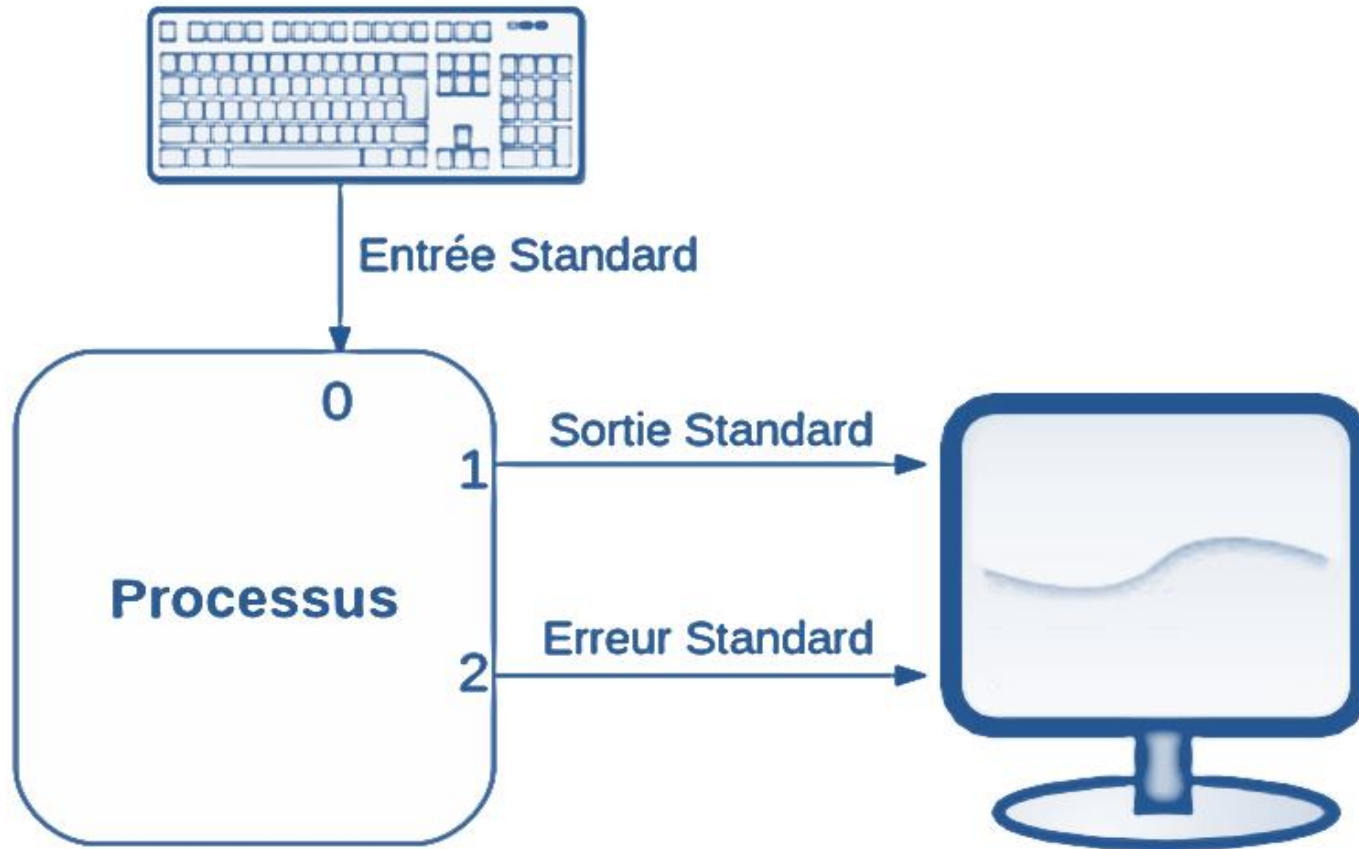 Entrée Standard
0
1
Sortie Standard
Processus
Erreur Standard
2